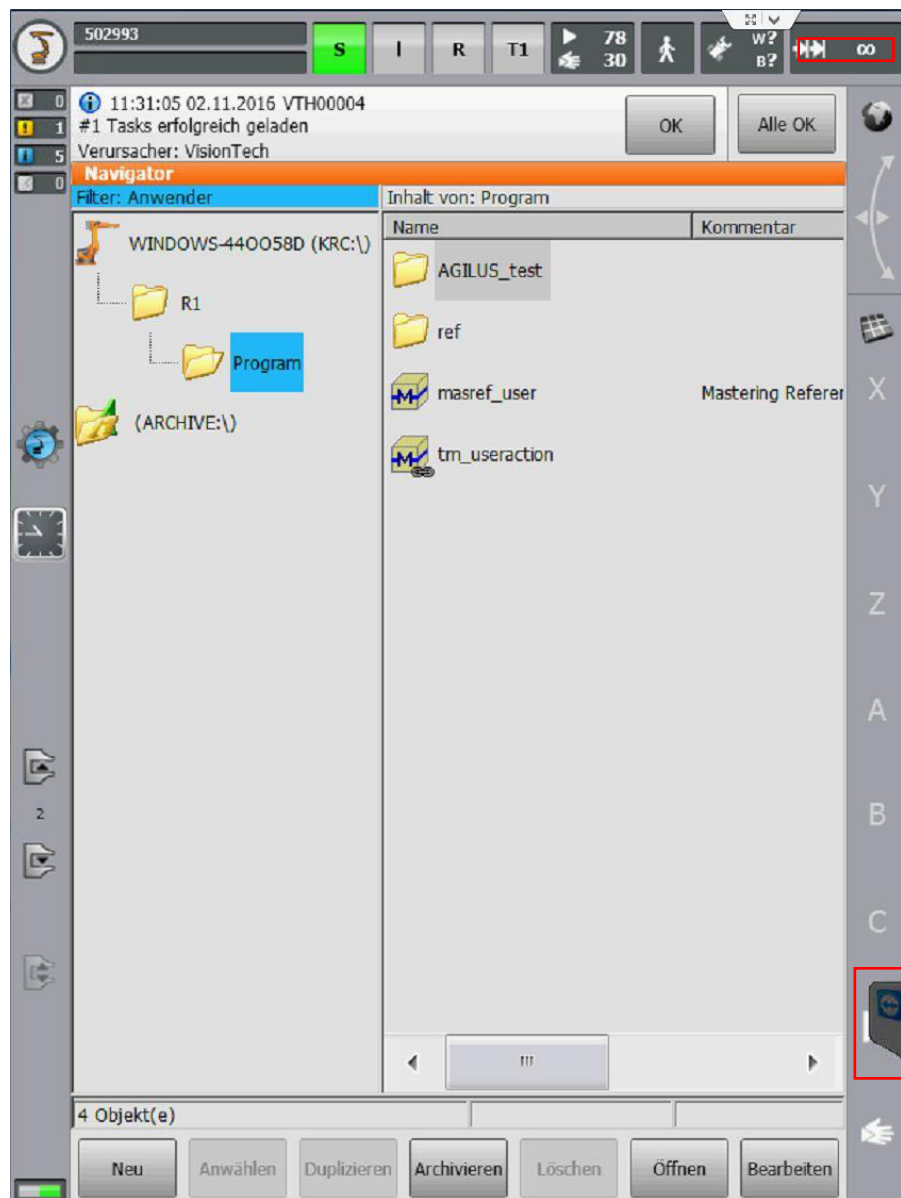 502993
S I R T1 78 30 W? B? ∞
0
1
5
0
11:31:05 02.11.2016 VTH00004
#1 Tasks erfolgreich geladen
Verursacher: VisionTech
OK
Alle OK
Navigator
Filter: Anwender
Inhalt von: Program
Name Kommentar
WINDOWS-44OO58D (KRC:\)
R1
Program
(ARCHIVE:\)
AGILUS_test
ref
masref_user Mastering Referer
tm_useraction
X
Y
Z
A
B
C
2
4 Objekt(e)
Neu Anwählen Duplizieren Archivieren Löschen Öffnen Bearbeiten